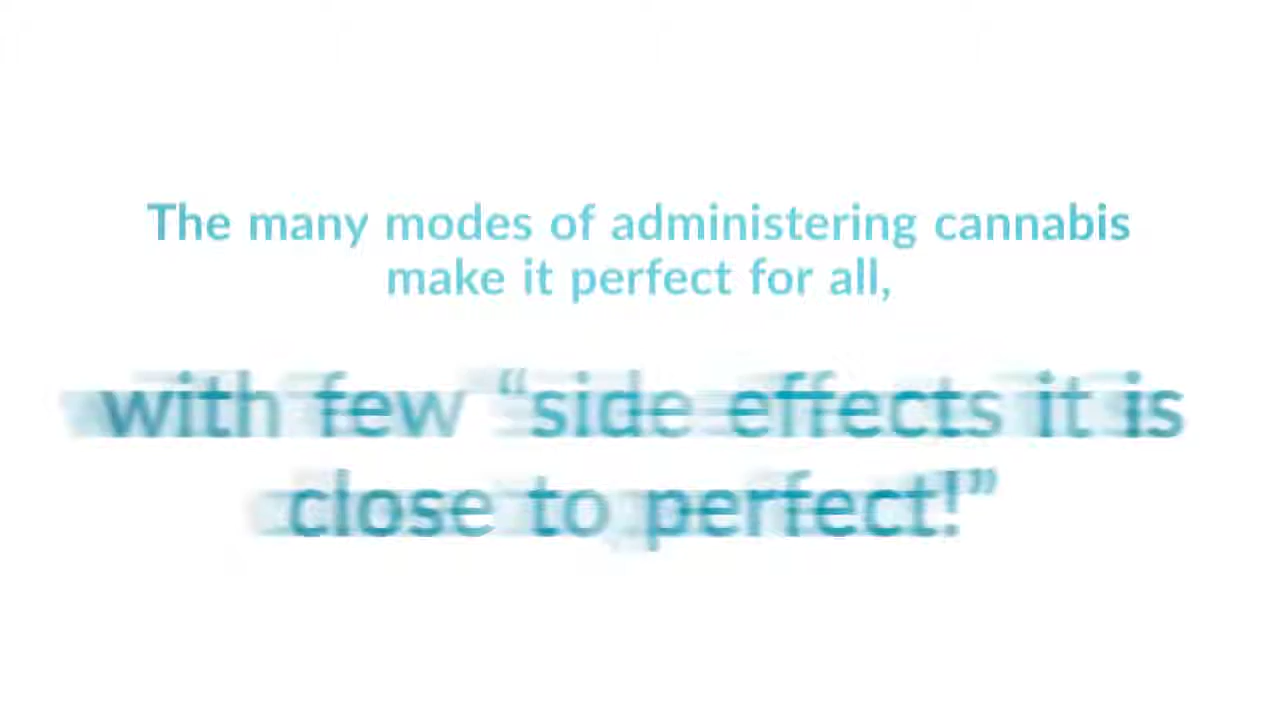 The many modes of administering cannabis
make it perfect for all,
with few “side effects it is
close to perfect!”